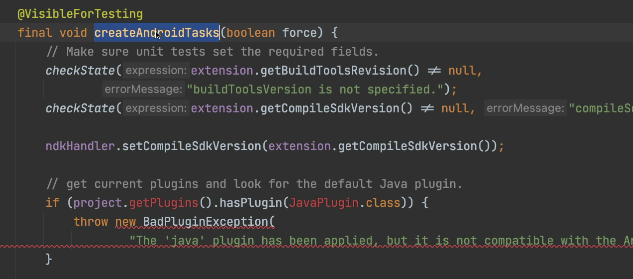 @VisibleForTesting
final void createAndroidTasks(boolean force) {
// Make sure unit tests set the required fields.
checkState( expression: extension.getBuildToolsRevision() ≠ null,
errorMessage: "buildToolsVersion is not specified.");
checkState( expression: extension.getCompileSdkVersion() ≠ null, errorMessage: "compileS
ndkHandler.setCompileSdkVersion(extension.getCompileSdkVersion());
// get current plugins and look for the default Java plugin.
if (project.getPlugins().hasPlugin(JavaPlugin.class)) {
throw new BadPluginException(
"The 'java' plugin has been applied, but it is not compatible with the An
}